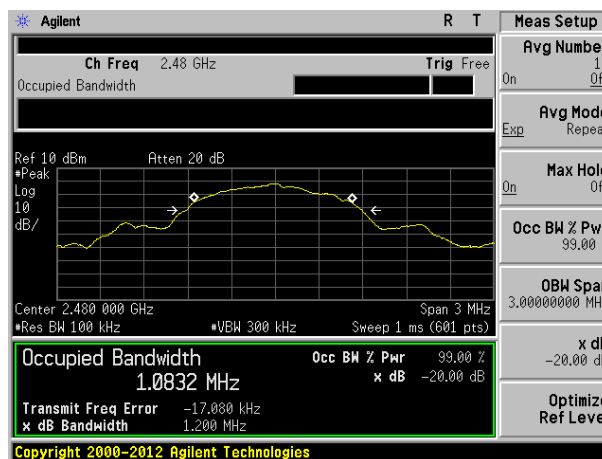 Agilent R T
Ch Freq 2.48 GHz Trig Free
Occupied Bandwidth
Ref 10 dBm Atten 20 dB
#Peak
Log
10
dB/
Center 2.480 000 GHz Span 3 MHz
#Res BW 100 kHz #VBW 300 kHz Sweep 1 ms (601 pts)
Occupied Bandwidth Occ BW % Pwr 99.00 %
1.0832 MHz x dB -20.00 dB
Transmit Freq Error -17.080 kHz
x dB Bandwidth 1.200 MHz
Copyright 2000-2012 Agilent Technologies
Meas Setup
Avg Numbe
1
On Of
Avg Mod
Exp Repea
Max Hol
On Of
Occ BW % Pw
99.00
OBW Spa
3.00000000 MH
x d
-20.00 d
Optimiz
Ref Leve